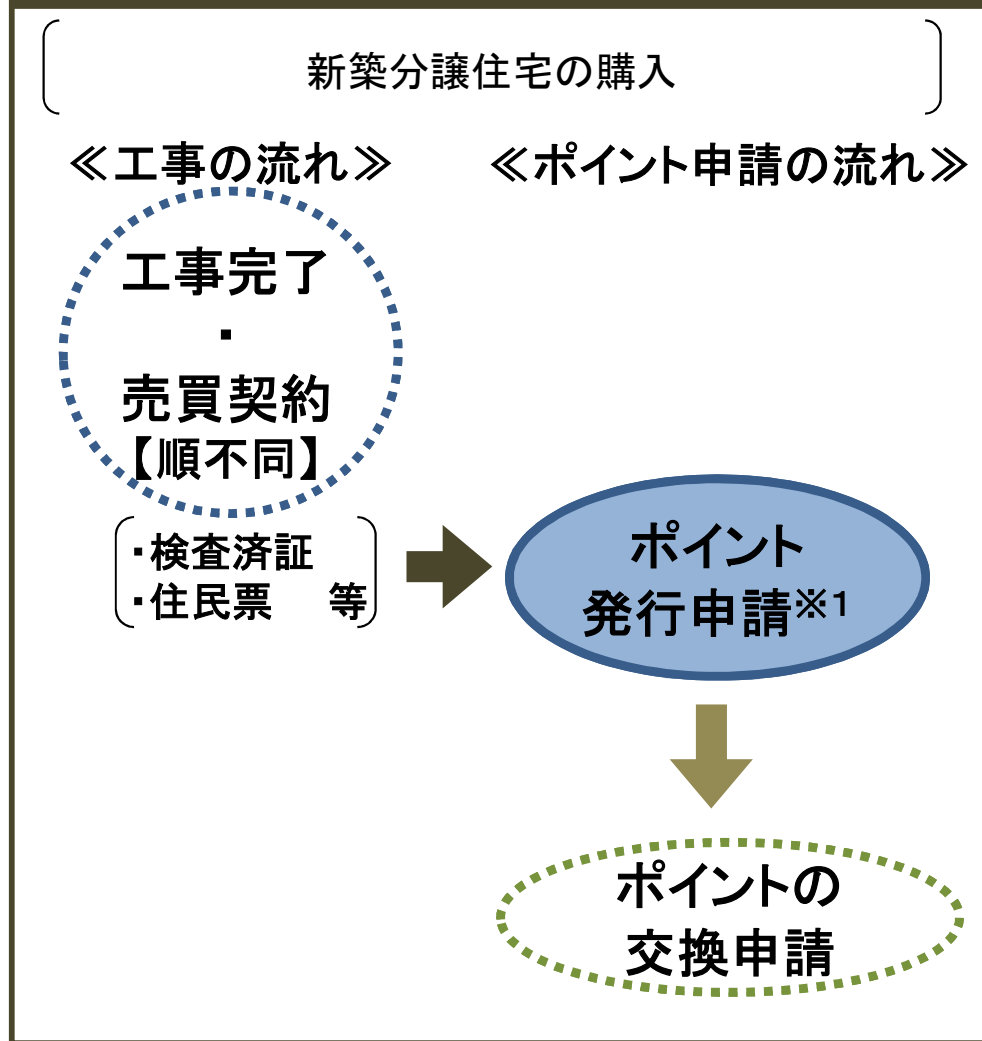 新築分譲住宅の購入
≪工事の流れ≫
≪ポイント申請の流れ≫
工事完了
・
売買契約
【順不同】
・検査済証
・住民票　等
ポイント
発行申請※1
ポイントの
交換申請